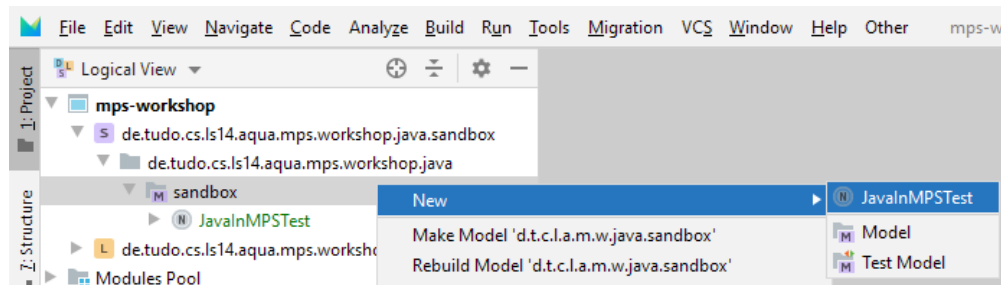 File Edit View Navigate Code Analyze Build Run Tools Migration VCS Window Help Other mps-w
1: Project
Logical View
mps-workshop
S de.tudo.cs.ls14.aqua.mps.workshop.java.sandbox
de.tudo.cs.ls14.aqua.mps.workshop.java
M sandbox
New
N JavaInMPSTest
N JavaInMPSTest
Make Model 'd.t.c.l.a.m.w.java.sandbox'
M Model
7: Structure
L de.tudo.cs.ls14.aqua.mps.worksho
Rebuild Model 'd.t.c.l.a.m.w.java.sandbox'
M Test Model
Modules Pool